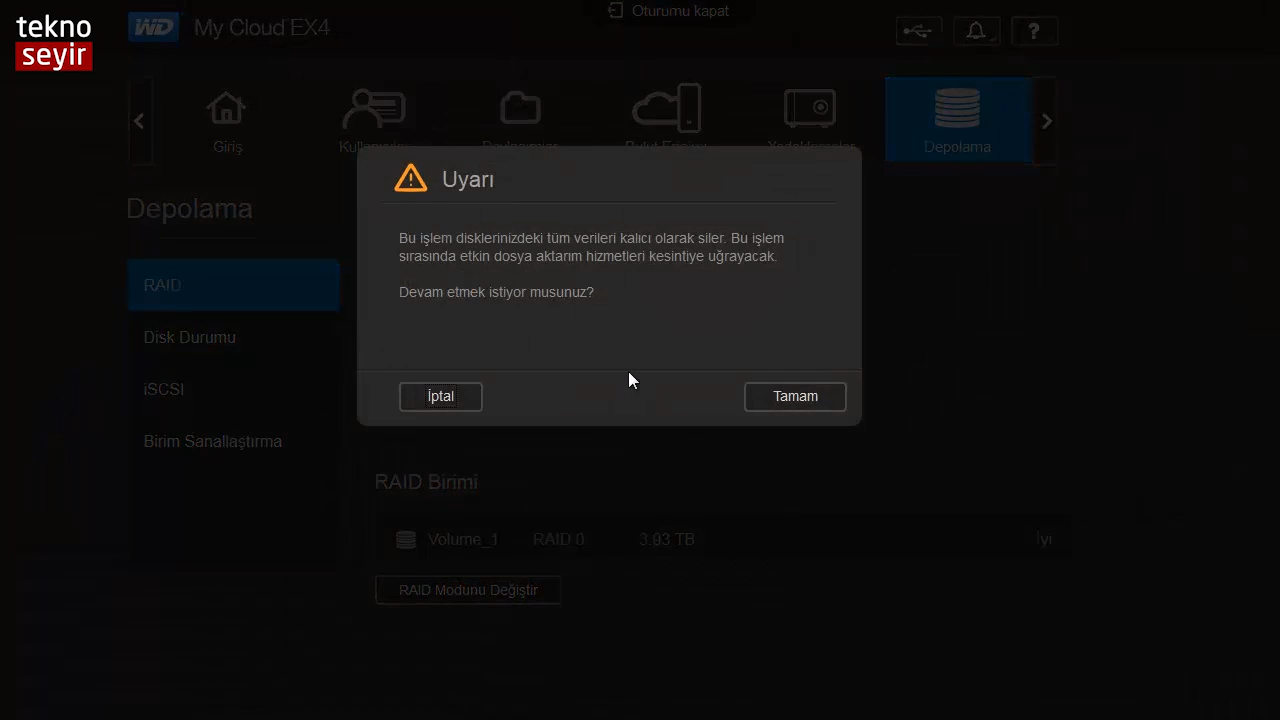 tekno
seyir
WD
My Cloud EX4
Oturumu kapat
?
Giriş
Depolama
Depolama
RAID
Disk Durumu
iSCSI
Birim Sanallaştırma
Uyarı
Bu işlem disklerinizdeki tüm verileri kalıcı olarak siler. Bu işlem
sırasında etkin dosya aktarım hizmetleri kesintiye uğrayacak.
Devam etmek istiyor musunuz?
İptal
Tamam
RAID Birimi
Volume_1 RAID 0 3.93 TB İyi
RAID Modunu Değiştir